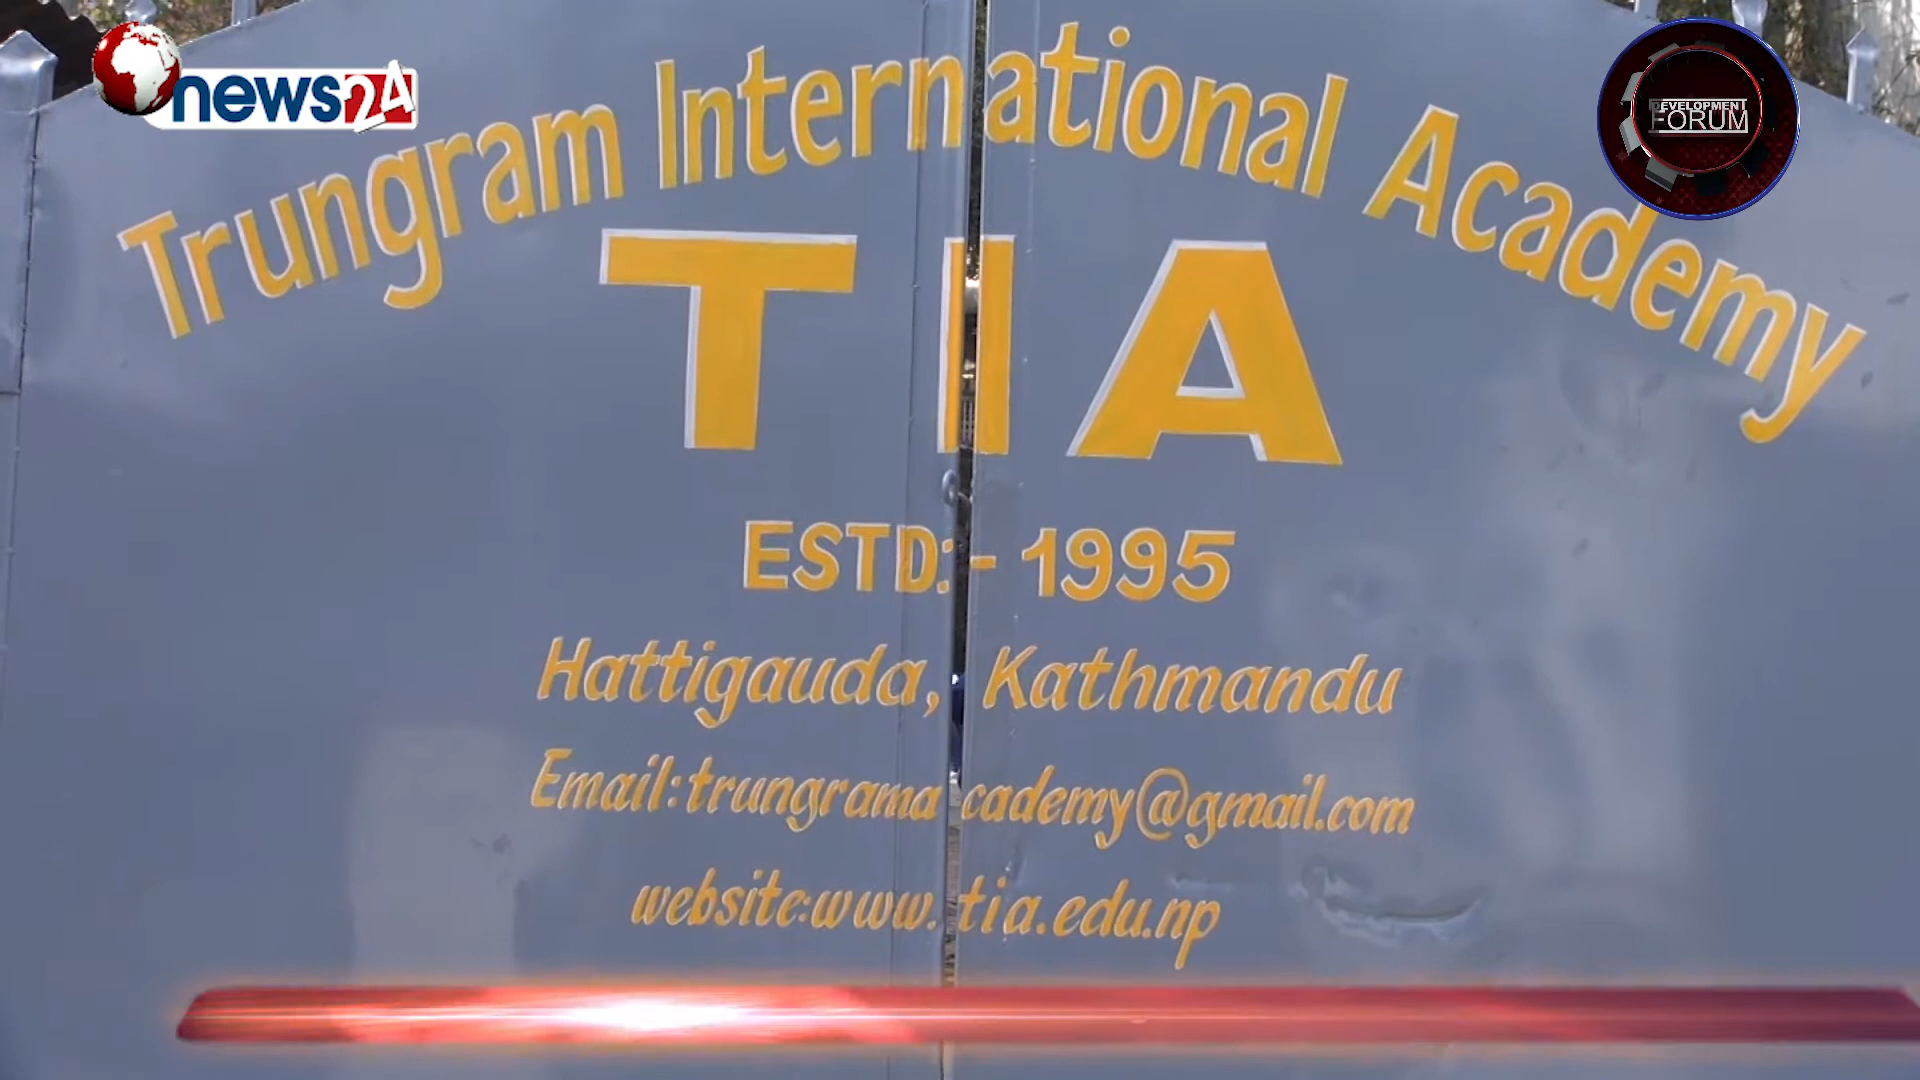 news24
DEVELOPMENT
FORUM
Trungram International Academy
TIA
ESTD:- 1995
Hattigauda, Kathmandu
Email:trungramacademy@gmail.com
website:www.tia.edu.np